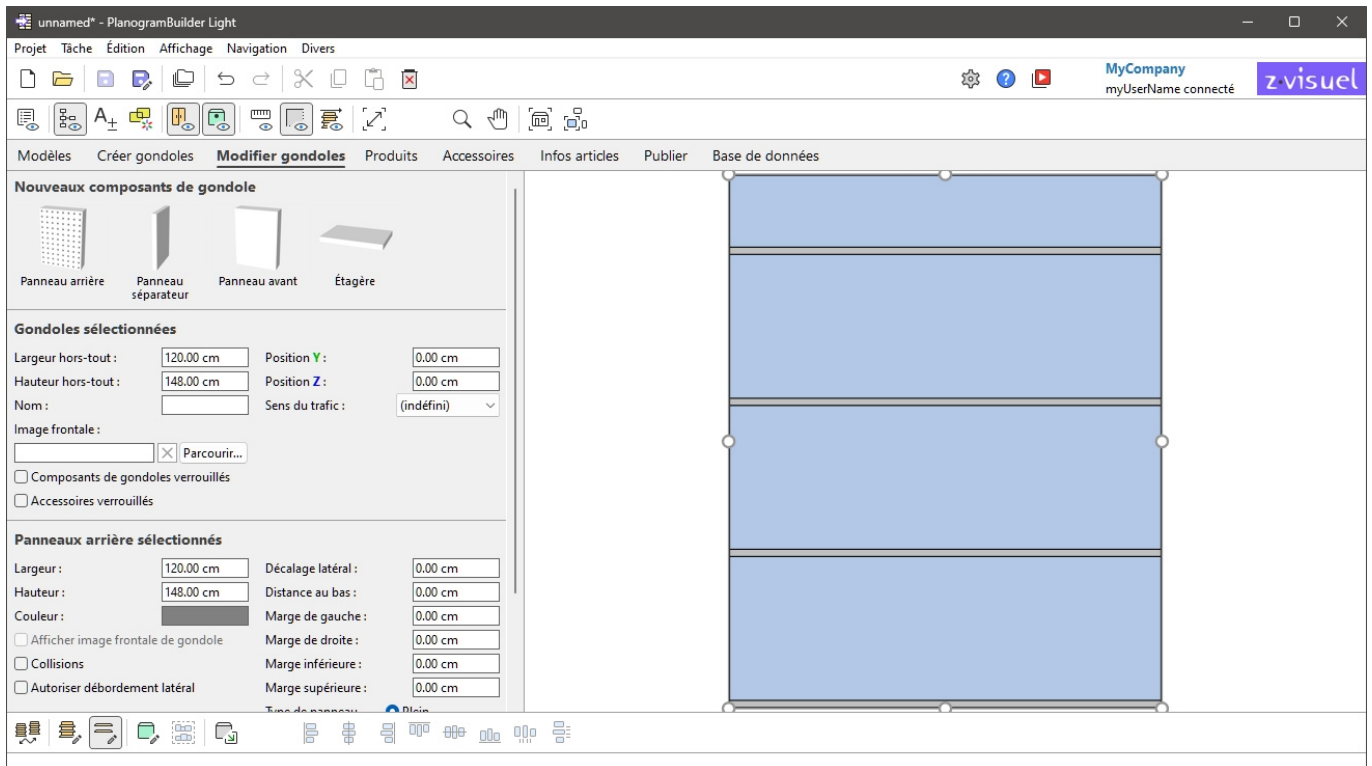 unnamed* - PlanogramBuilder Light
Projet Tâche Édition Affichage Navigation Divers
MyCompany
myUserName connecté
z·visuel
Modèles Créer gondoles Modifier gondoles Produits Accessoires Infos articles Publier Base de données
Nouveaux composants de gondole
Panneau arrière Panneau séparateur Panneau avant Étagère
Gondoles sélectionnées
Largeur hors-tout : 120.00 cm Position Y : 0.00 cm
Hauteur hors-tout : 148.00 cm Position Z : 0.00 cm
Nom : Sens du trafic : (indéfini)
Image frontale :
Parcourir...
Composants de gondoles verrouillés
Accessoires verrouillés
Panneaux arrière sélectionnés
Largeur : 120.00 cm Décalage latéral : 0.00 cm
Hauteur : 148.00 cm Distance au bas : 0.00 cm
Couleur : Marge de gauche : 0.00 cm
Afficher image frontale de gondole Marge de droite : 0.00 cm
Collisions Marge inférieure : 0.00 cm
Autoriser débordement latéral Marge supérieure : 0.00 cm
Type de panneau Plein